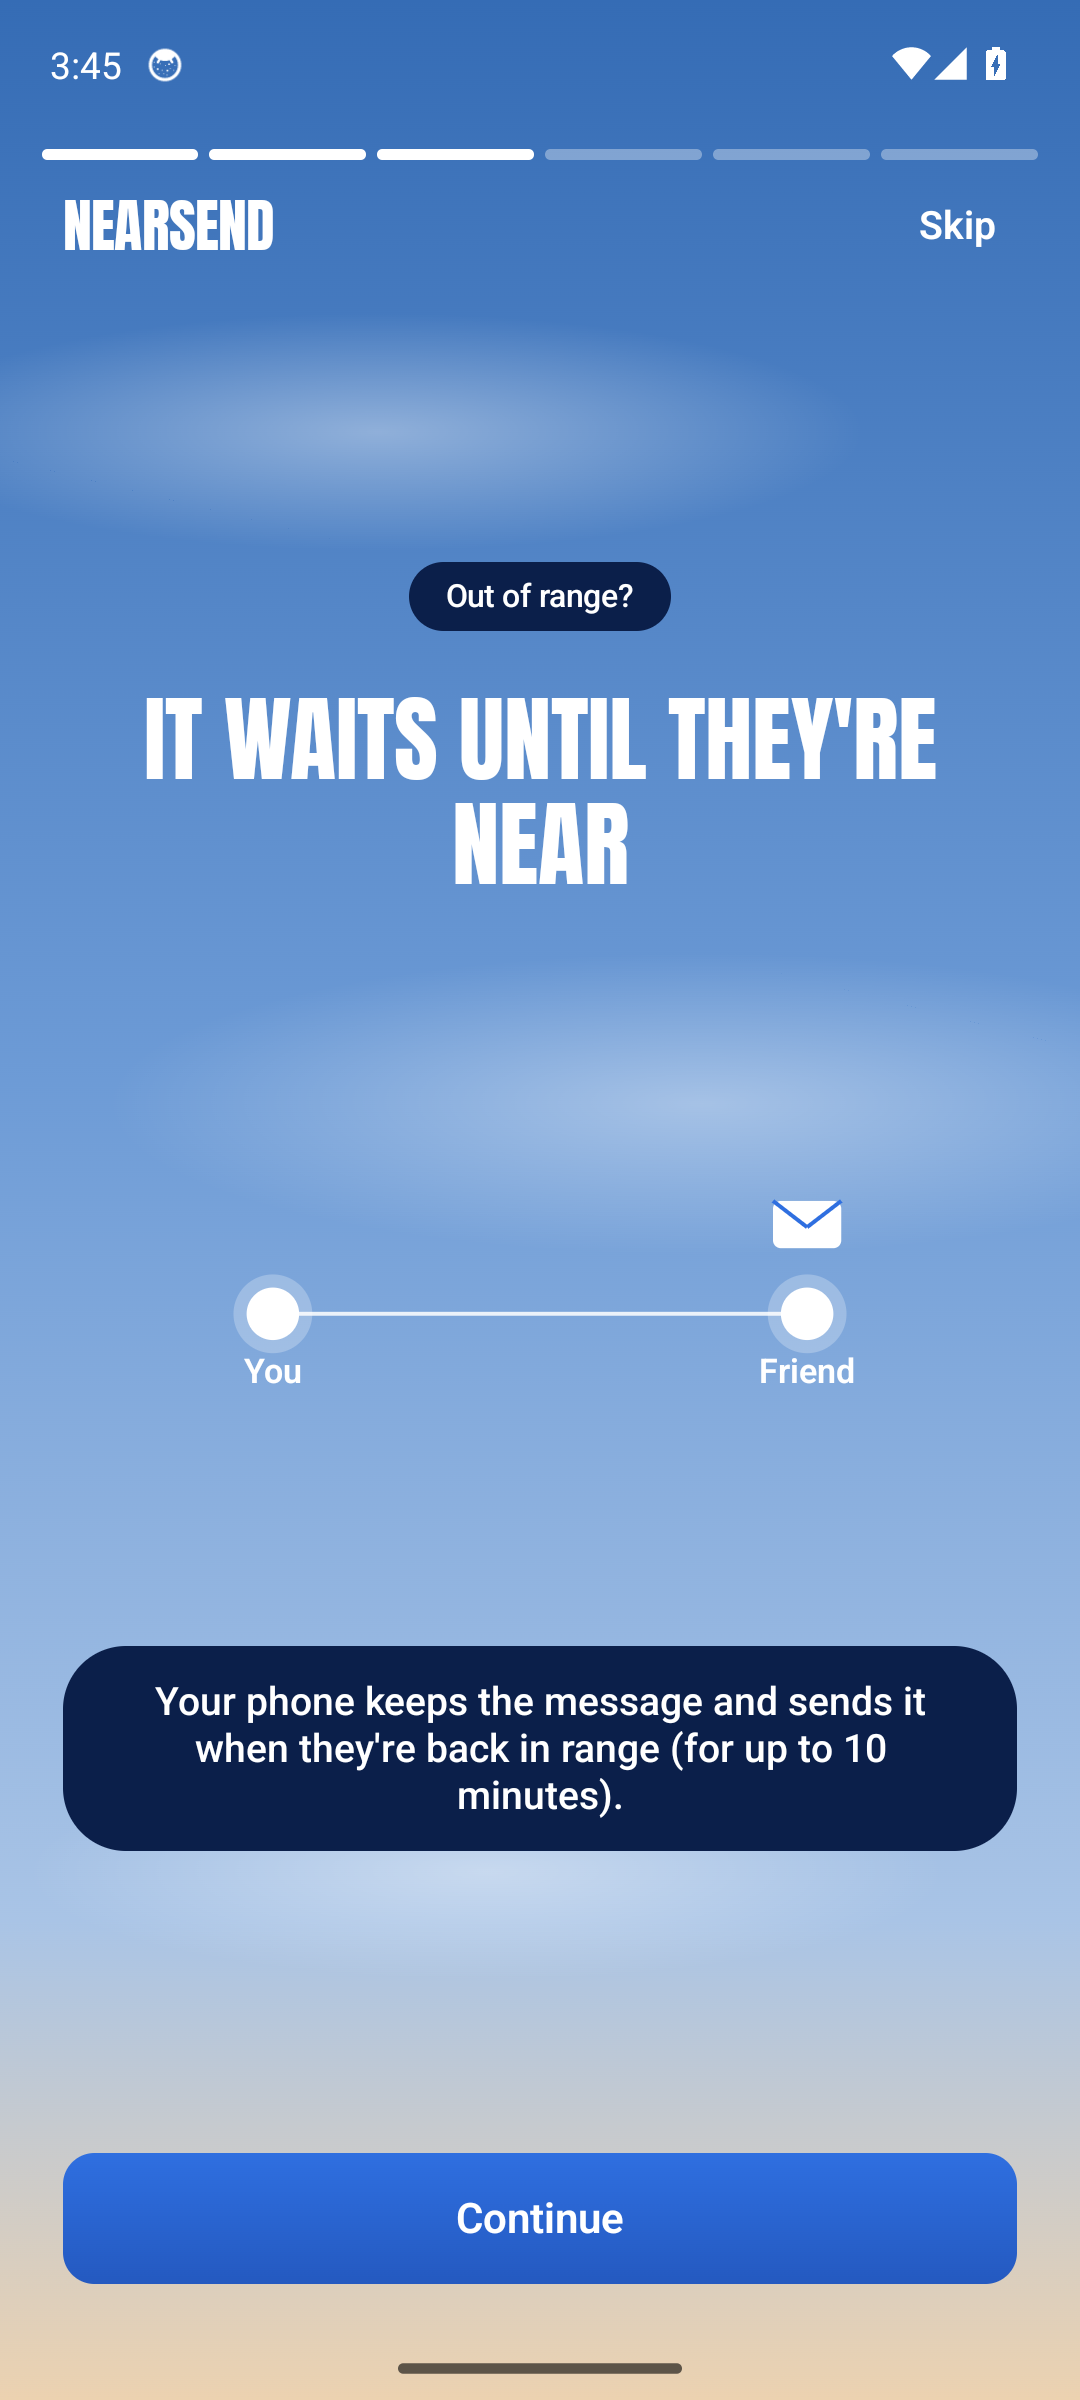 3:45
NEARSEND
Skip
Out of range?
IT WAITS UNTIL THEY'RE
NEAR
You
Friend
Your phone keeps the message and sends it
when they're back in range (for up to 10
minutes).
Continue